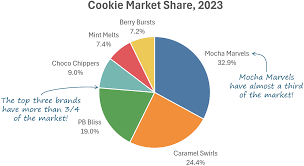 Cookie Market Share, 2023
Berry Bursts
7.2%
Mint Melts
7.4%
Choco Chippers
9.0%
Mocha Marvels
32.9%
Mocha Marvels
have almost a third
of the market!
The top three brands
have more than 3/4
of the market!
PB Bliss
19.0%
Caramel Swirls
24.4%